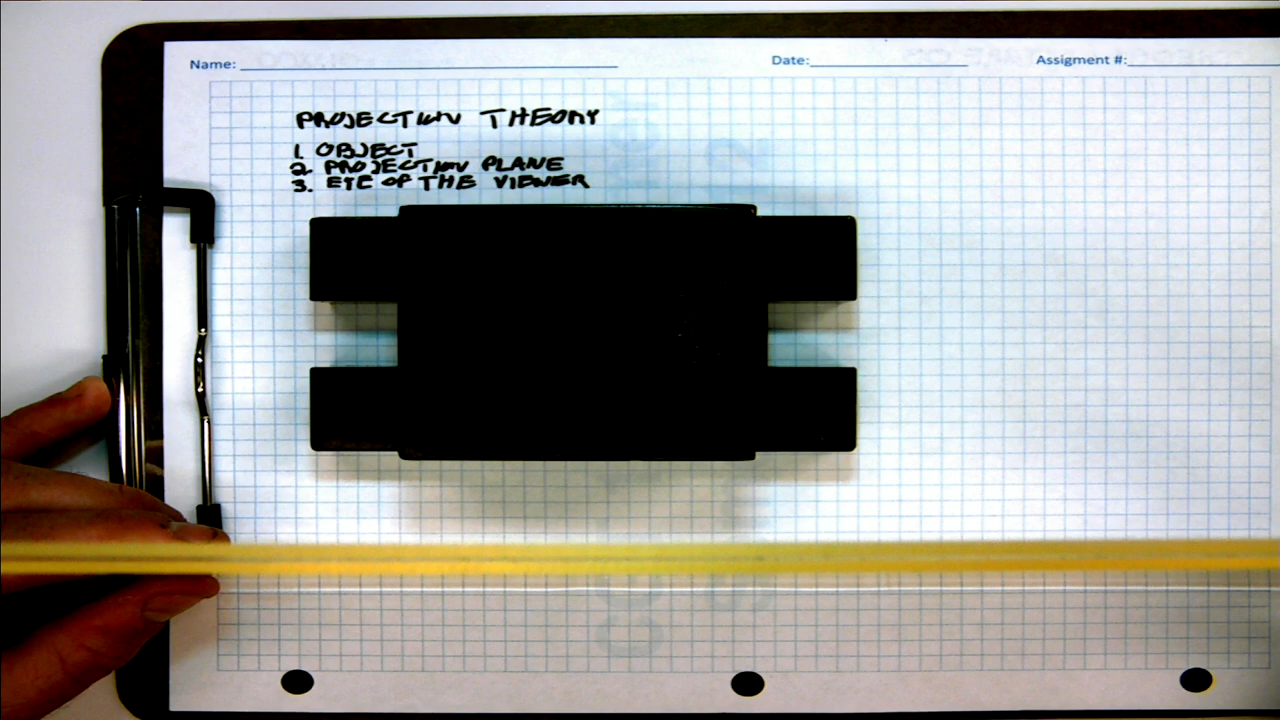 Name: Date: Assigment #:
PROJECTION THEORY
1. OBJECT
2. PROJECTION PLANE
3. EYE OF THE VIEWER